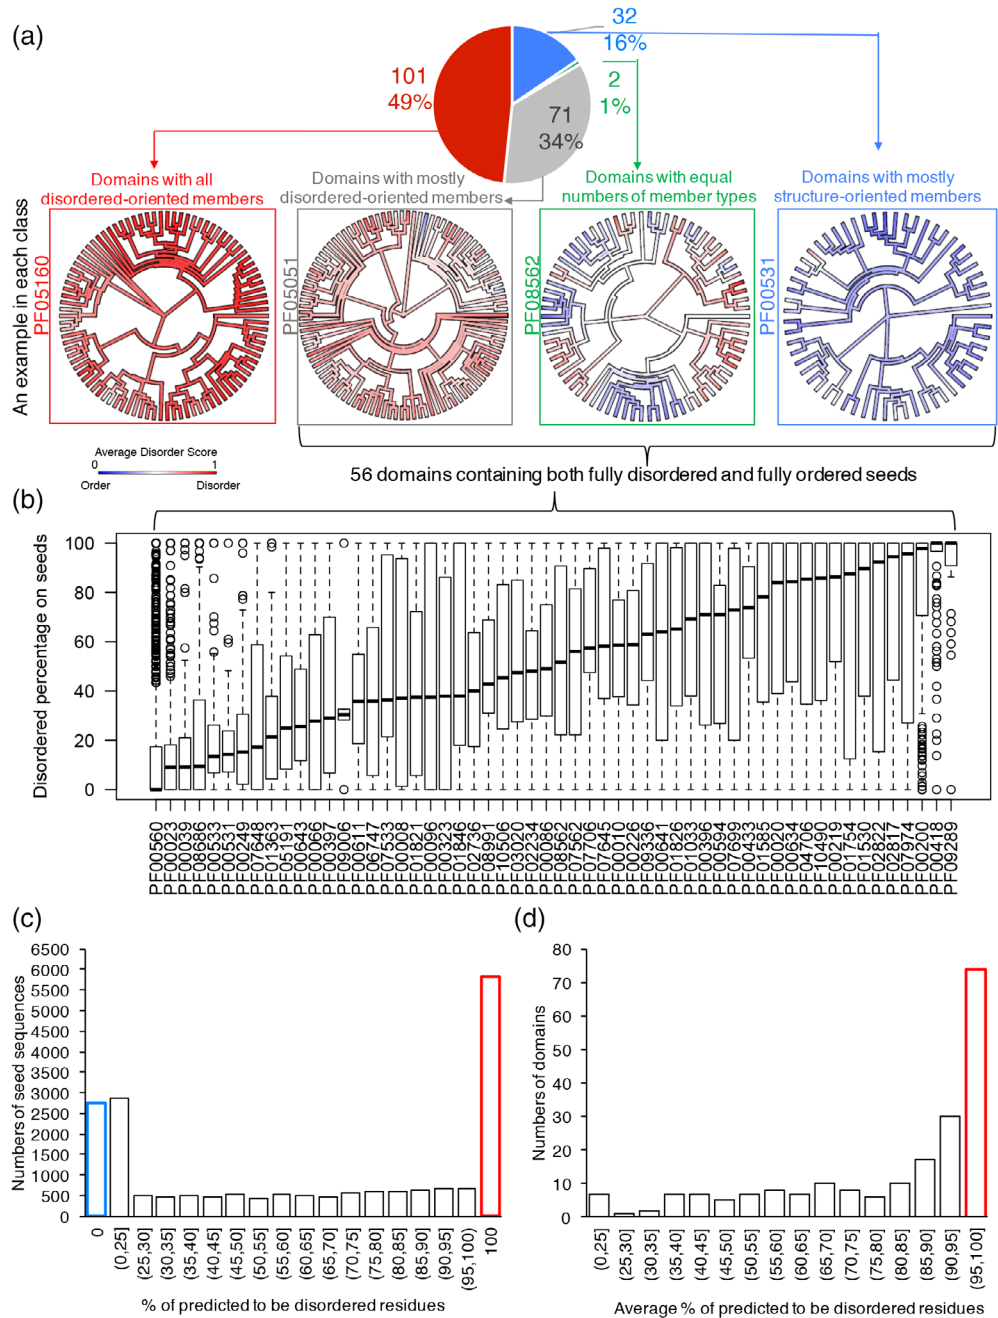 (a)
32
16%
101
49%
2
1%
71
34%
Domains with all
disordered-oriented members
Domains with mostly
disordered-oriented members
Domains with equal
numbers of member types
Domains with mostly
structure-oriented members
An example in each class
PF05160
PF05051
PF08562
PF00531
Average Disorder Score
0 1
Order Disorder
56 domains containing both fully disordered and fully ordered seeds
(b)
Disordered percentage on seeds
100
80
60
40
20
0
PF00560
PF00023
PF00039
PF08686
PF00533
PF00531
PF00249
PF07648
PF01363
PF05191
PF00643
PF00066
PF00397
PF09006
PF00611
PF06747
PF07533
PF00008
PF01821
PF00096
PF00323
PF01846
PF02736
PF08991
PF10506
PF03020
PF02234
PF00086
PF08562
PF07562
PF07706
PF07645
PF00010
PF00226
PF09336
PF00641
PF01826
PF01033
PF00396
PF00594
PF07699
PF00433
PF01585
PF00020
PF00634
PF04706
PF10490
PF00219
PF01754
PF01530
PF02822
PF02817
PF07974
PF00200
PF00418
PF09289
(c)
Numbers of seed sequences
6500
6000
5500
5000
4500
4000
3500
3000
2500
2000
1500
1000
500
0
0
(0,25]
(25,30]
(30,35]
(35,40]
(40,45]
(45,50]
(50,55]
(55,60]
(60,65]
(65,70]
(70,75]
(75,80]
(80,85]
(85,90]
(90,95]
(95,100)
100
% of predicted to be disordered residues
(d)
Numbers of domains
80
70
60
50
40
30
20
10
0
(0,25]
(25,30]
(30,35]
(35,40]
(40,45]
(45,50]
(50,55]
(55,60]
(60,65]
(65,70]
(70,75]
(75,80]
(80,85]
(85,90]
(90,95]
(95,100]
Average % of predicted to be disordered residues